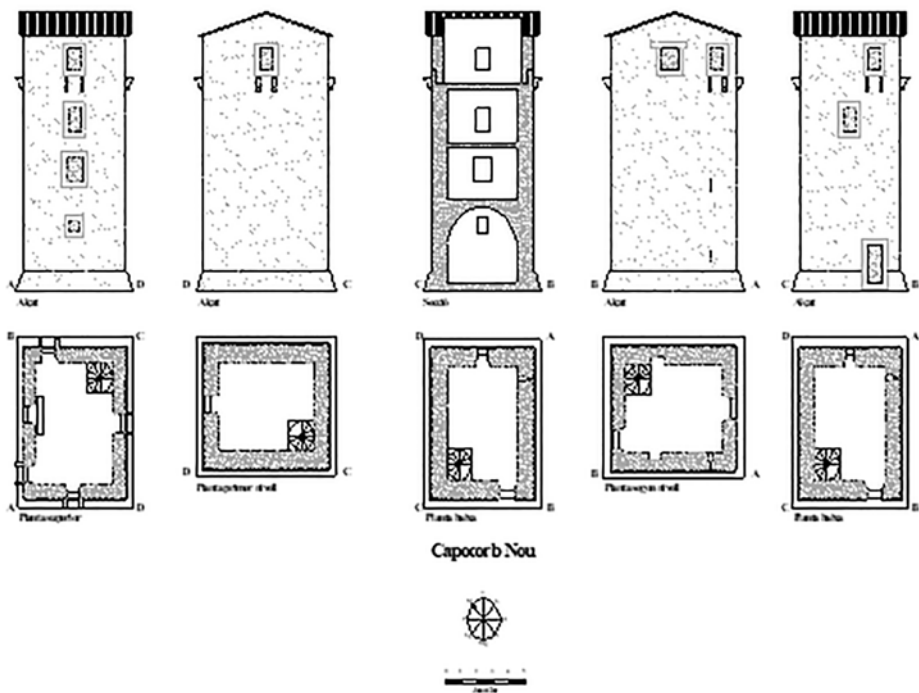 A D D C C B B A C B
Alçat Alçat Secció Alçat Alçat
B C D A D A
D C B A
Planta primer nivell Planta segon nivell
A D C B C B
Planta superior Planta baixa Planta baixa
Capocorb Nou